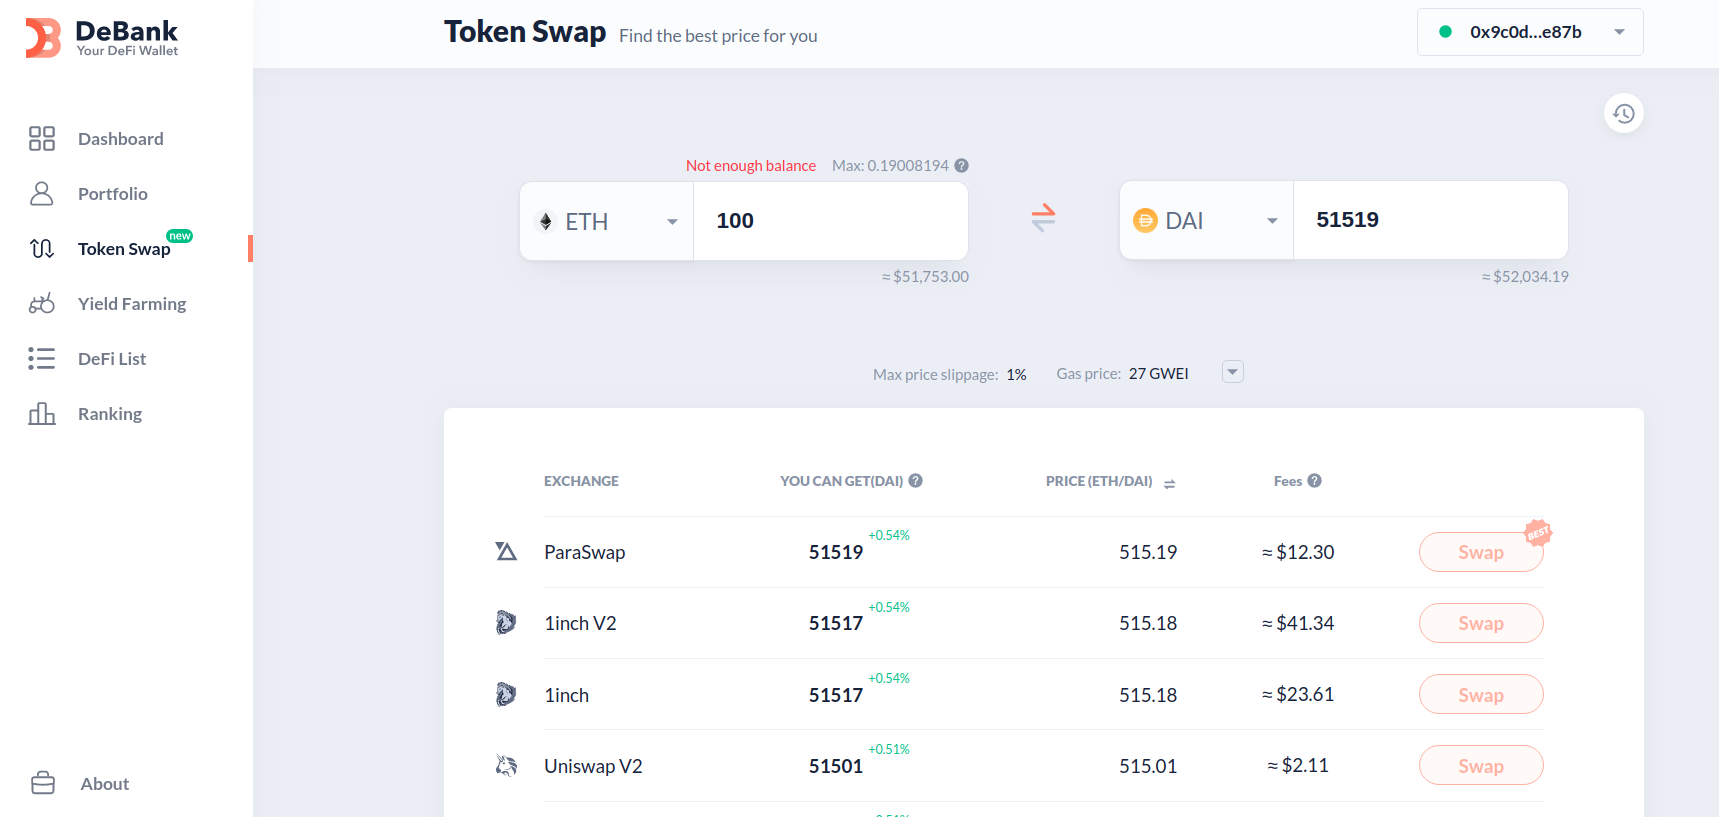 DeBank
Your DeFi Wallet
Token Swap Find the best price for you
0x9c0d...e87b
Dashboard
Portfolio
Token Swap new
Yield Farming
DeFi List
Ranking
About
Not enough balance Max: 0.19008194 ?
ETH 100
≈ $51,753.00
DAI 51519
≈ $52,034.19
Max price slippage: 1% Gas price: 27 GWEI
EXCHANGE YOU CAN GET(DAI) ? PRICE (ETH/DAI) Fees ?
ParaSwap 51519 +0.54% 515.19 ≈ $12.30 Swap BEST
1inch V2 51517 +0.54% 515.18 ≈ $41.34 Swap
1inch 51517 +0.54% 515.18 ≈ $23.61 Swap
Uniswap V2 51501 +0.51% 515.01 ≈ $2.11 Swap